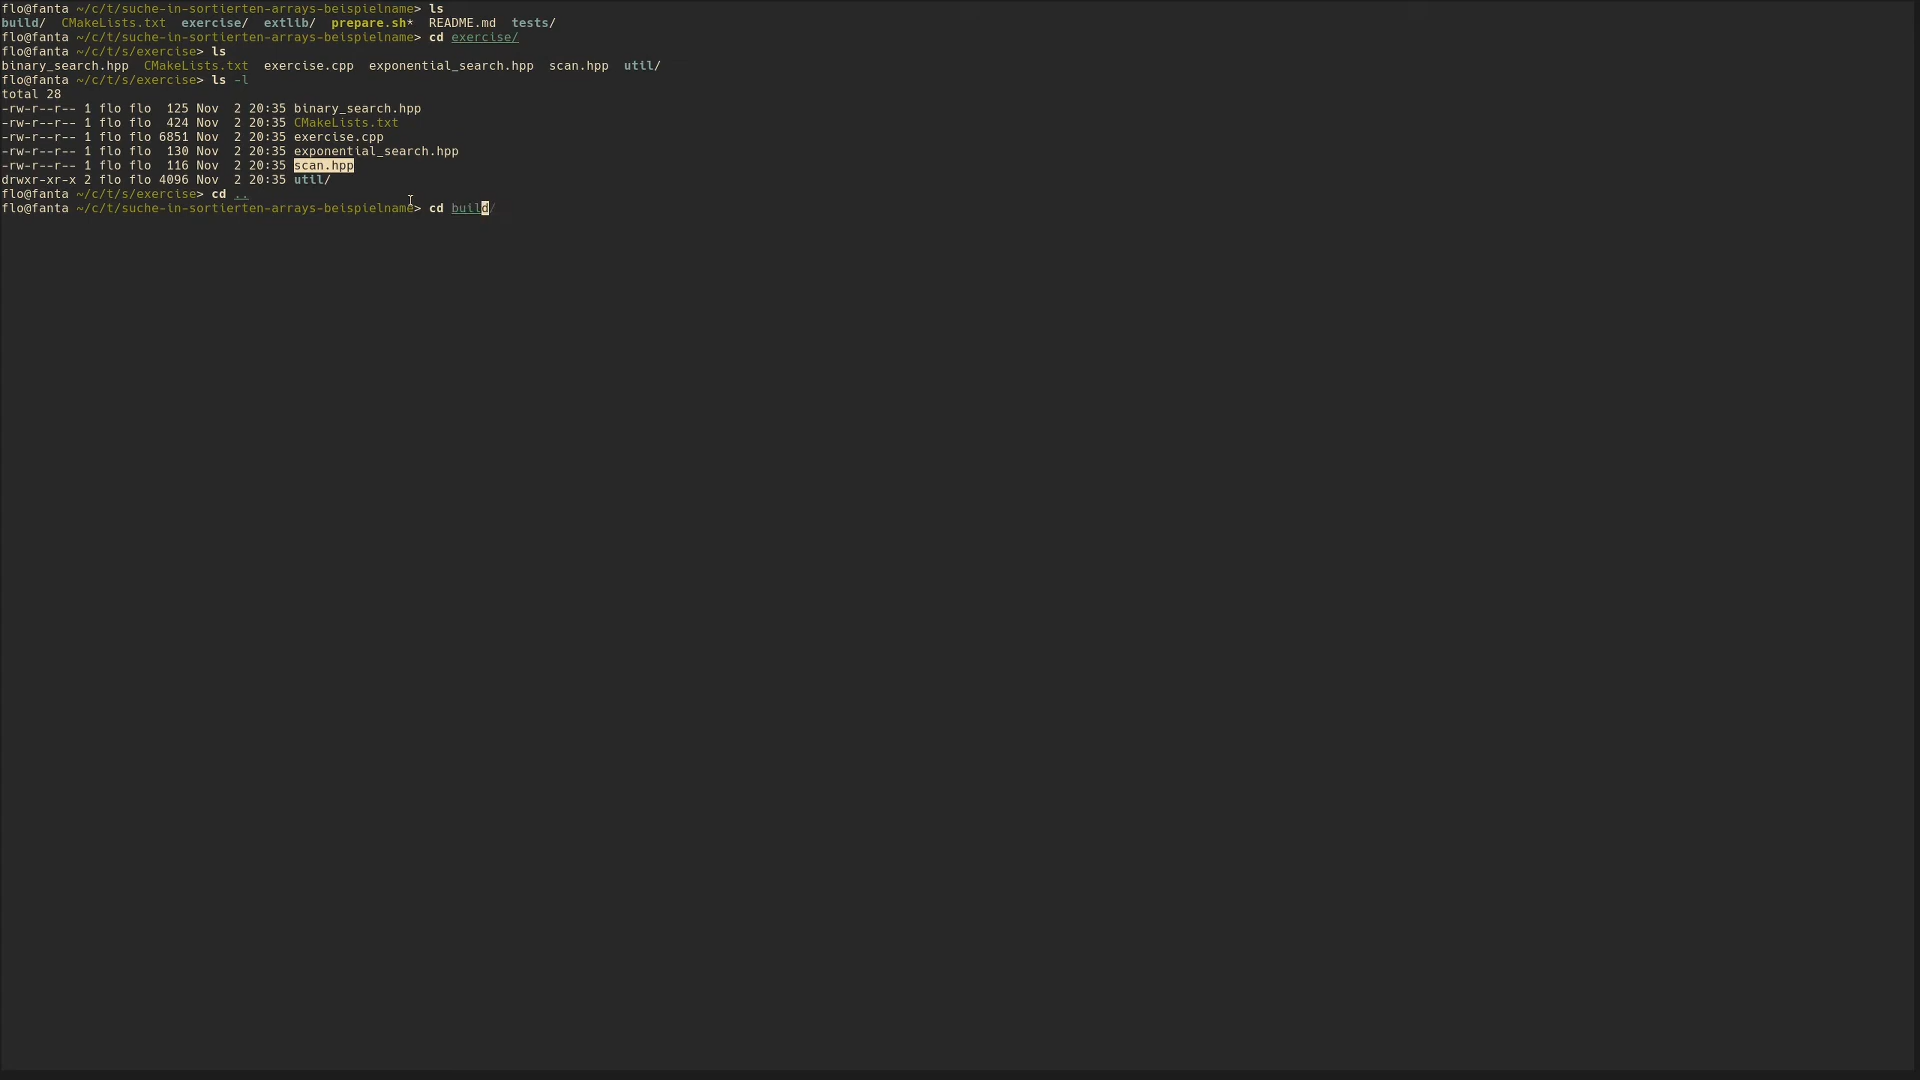 flo@fanta ~/c/t/suche-in-sortierten-arrays-beispielname> ls
build/  CMakeLists.txt  exercise/  extlib/  prepare.sh*  README.md  tests/
flo@fanta ~/c/t/suche-in-sortierten-arrays-beispielname> cd exercise/
flo@fanta ~/c/t/s/exercise> ls
binary_search.hpp  CMakeLists.txt  exercise.cpp  exponential_search.hpp  scan.hpp  util/
flo@fanta ~/c/t/s/exercise> ls -l
total 28
-rw-r--r-- 1 flo flo  125 Nov  2 20:35 binary_search.hpp
-rw-r--r-- 1 flo flo  424 Nov  2 20:35 CMakeLists.txt
-rw-r--r-- 1 flo flo 6851 Nov  2 20:35 exercise.cpp
-rw-r--r-- 1 flo flo  130 Nov  2 20:35 exponential_search.hpp
-rw-r--r-- 1 flo flo  116 Nov  2 20:35 scan.hpp
drwxr-xr-x 2 flo flo 4096 Nov  2 20:35 util/
flo@fanta ~/c/t/s/exercise> cd ..
flo@fanta ~/c/t/suche-in-sortierten-arrays-beispielname> cd build/